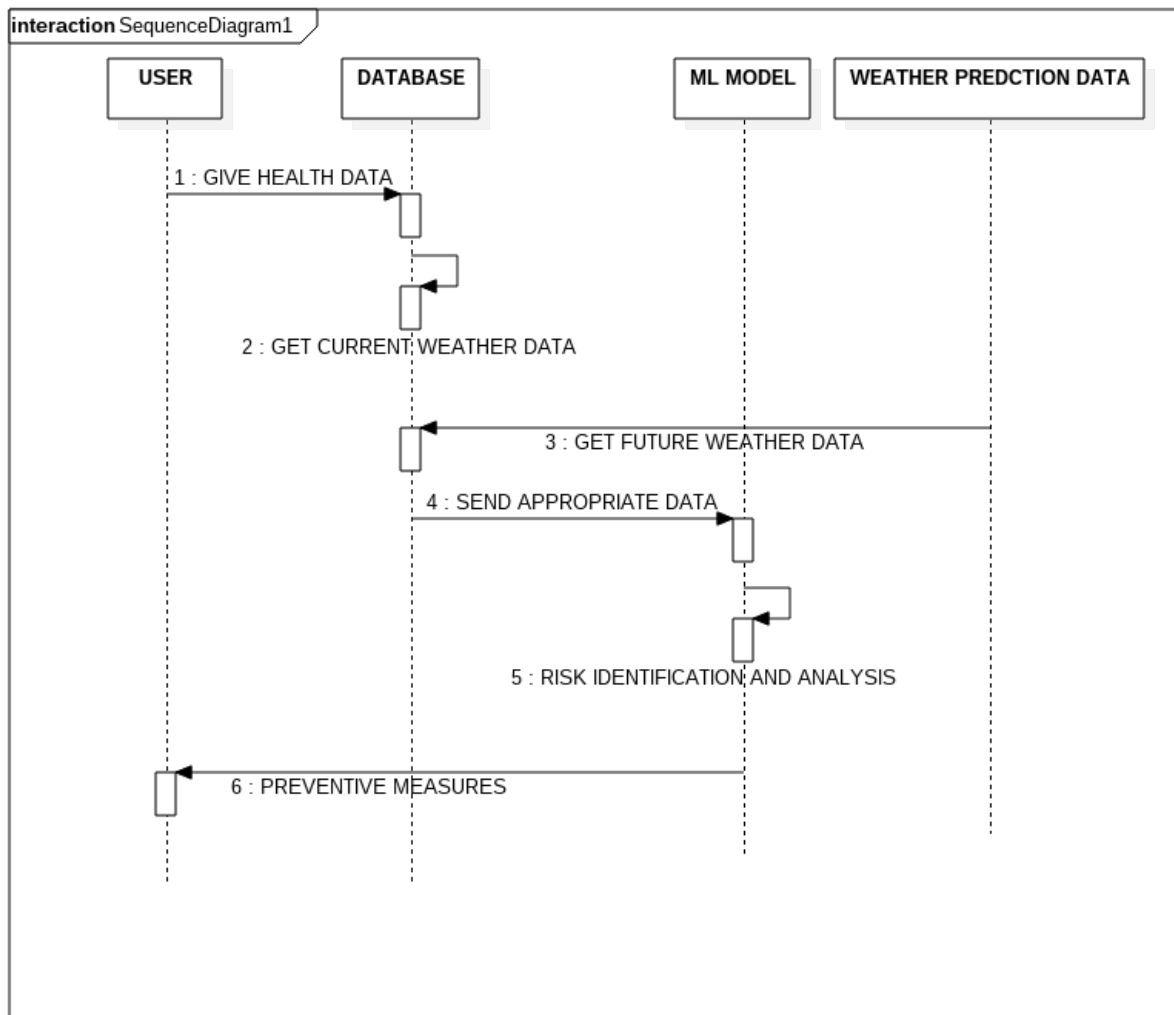 interaction SequenceDiagram1
USER
DATABASE
ML MODEL
WEATHER PREDCTION DATA
1 : GIVE HEALTH DATA
2 : GET CURRENT WEATHER DATA
3 : GET FUTURE WEATHER DATA
4 : SEND APPROPRIATE DATA
5 : RISK IDENTIFICATION AND ANALYSIS
6 : PREVENTIVE MEASURES